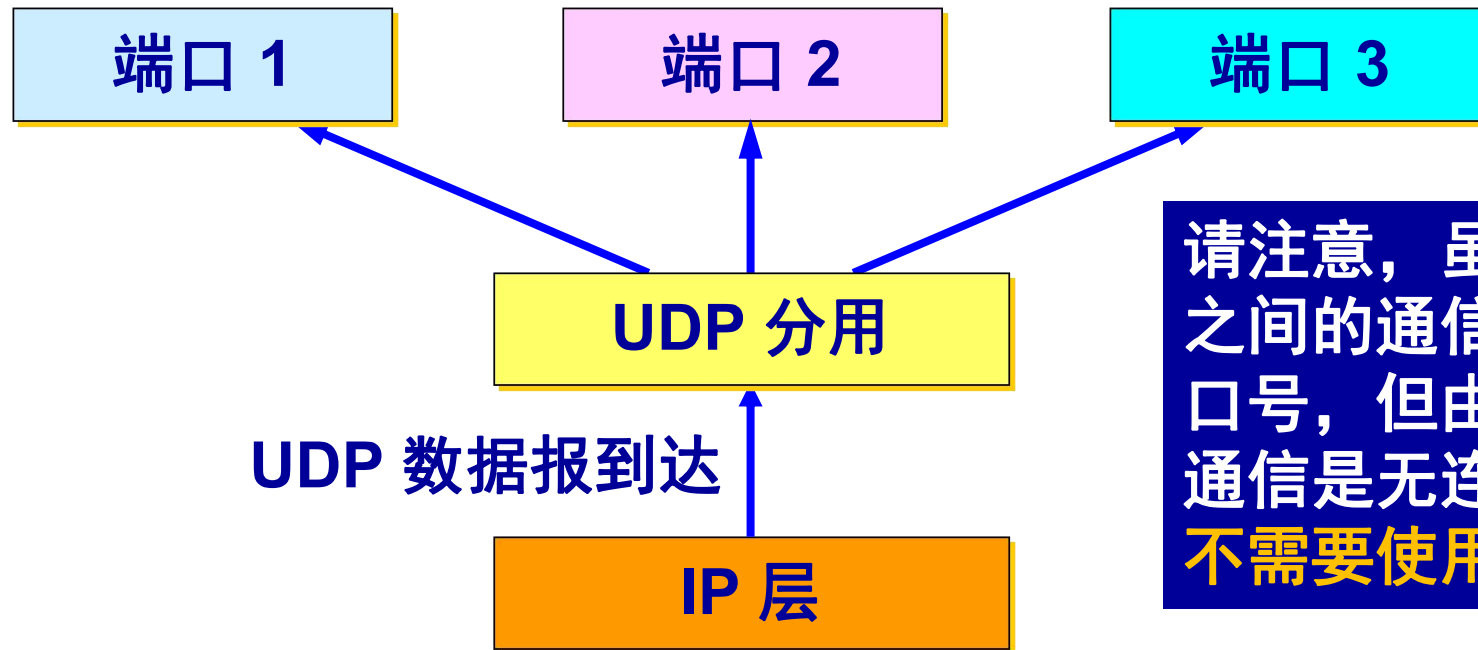 端口 1
端口 2
端口 3
UDP 分用
UDP 数据报到达
IP 层
请注意，虽
之间的通信
口号，但由
通信是无连
不需要使用